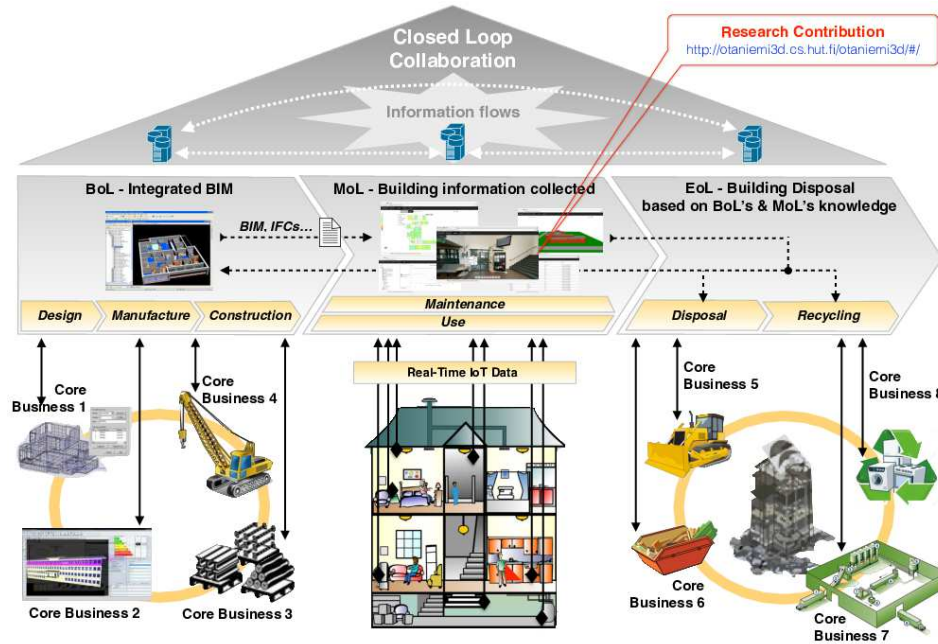 Closed Loop
Collaboration
Research Contribution
http://otaniemi3d.cs.hut.fi/otaniemi3d/#/
Information flows
BoL - Integrated BIM
MoL - Building information collected
EoL - Building Disposal
based on BoL's & MoL's knowledge
BIM, IFCs...
Design
Manufacture
Construction
Maintenance
Use
Disposal
Recycling
Real-Time IoT Data
Core
Business 1
Core
Business 4
Core Business 2
Core Business 3
Core
Business 5
Core
Business 8
Core
Business 6
Core
Business 7